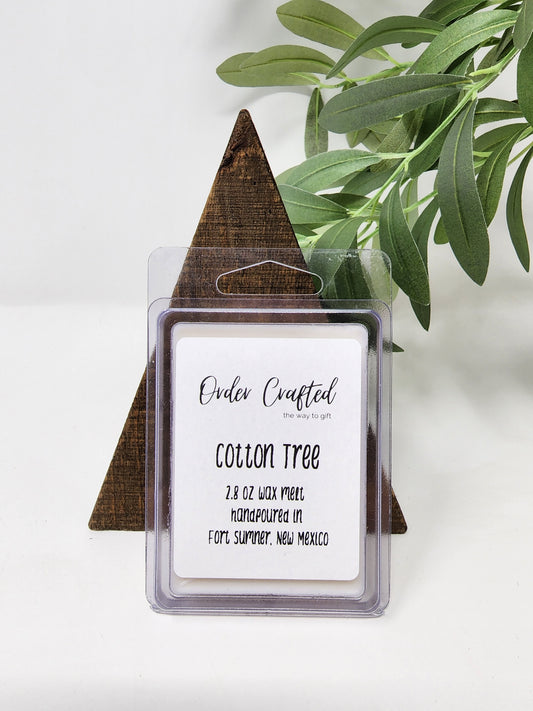 Order Crafted
the way to gift
Cotton Tree
2.8 oz wax melt
handpoured in
Fort Sumner, New Mexico